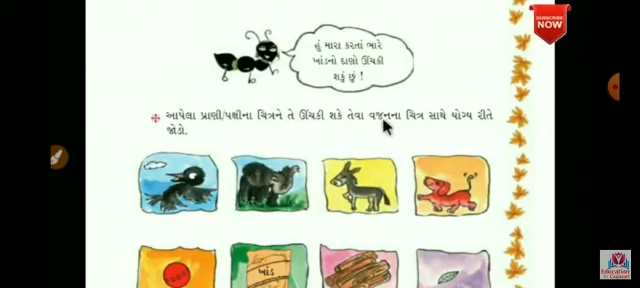 SUBSCRIBE
NOW
હું મારા કરતાં ભારે
ખાંડનો દાણો ઊંચકી
શકું છું !
આપેલા પ્રાણી/પક્ષીના ચિત્રને તે ઊંચકી શકે તેવા વજનના ચિત્ર સાથે યોગ્ય રીતે
જોડો.
ખાંડ
Education
in Gujarati